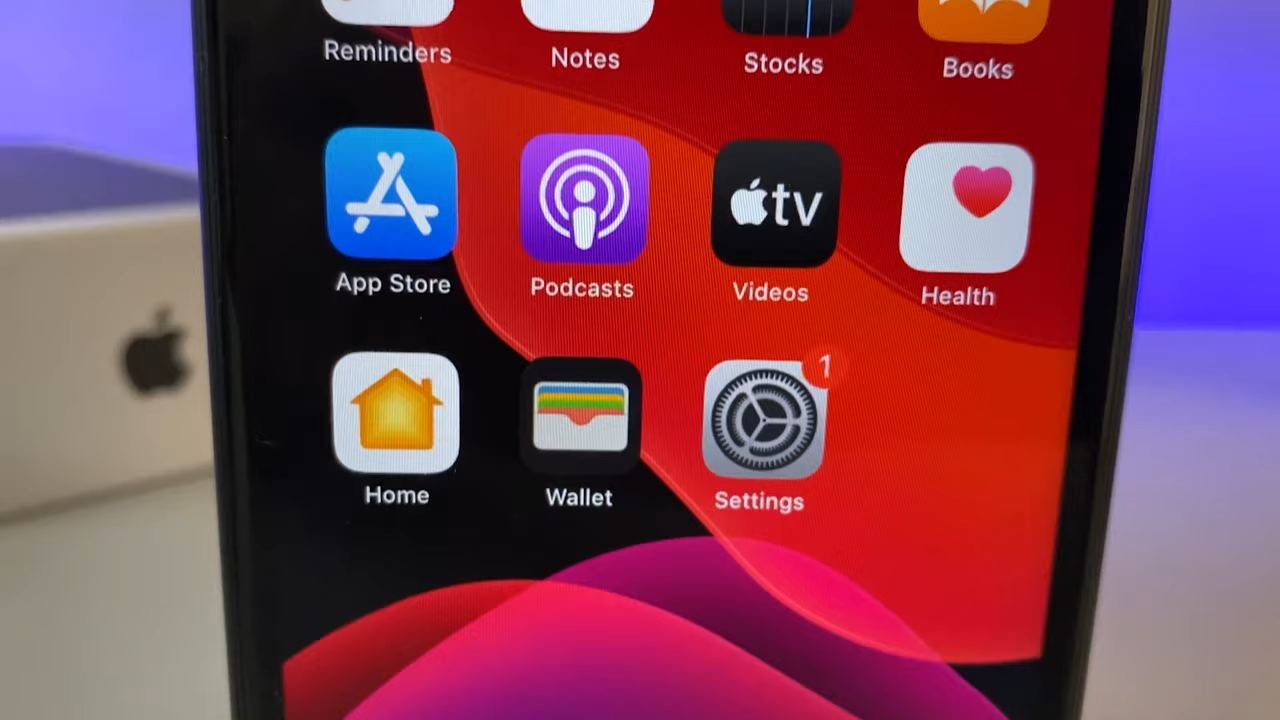 Reminders Notes Stocks Books
tv
App Store Podcasts Videos Health
1
Home Wallet Settings